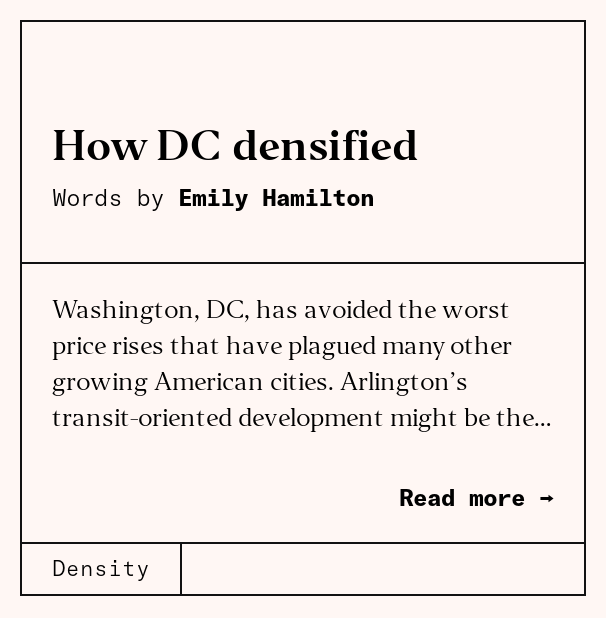 How DC densified
Words by Emily Hamilton
Washington, DC, has avoided the worst
price rises that have plagued many other
growing American cities. Arlington’s
transit-oriented development might be the...
Read more →
Density